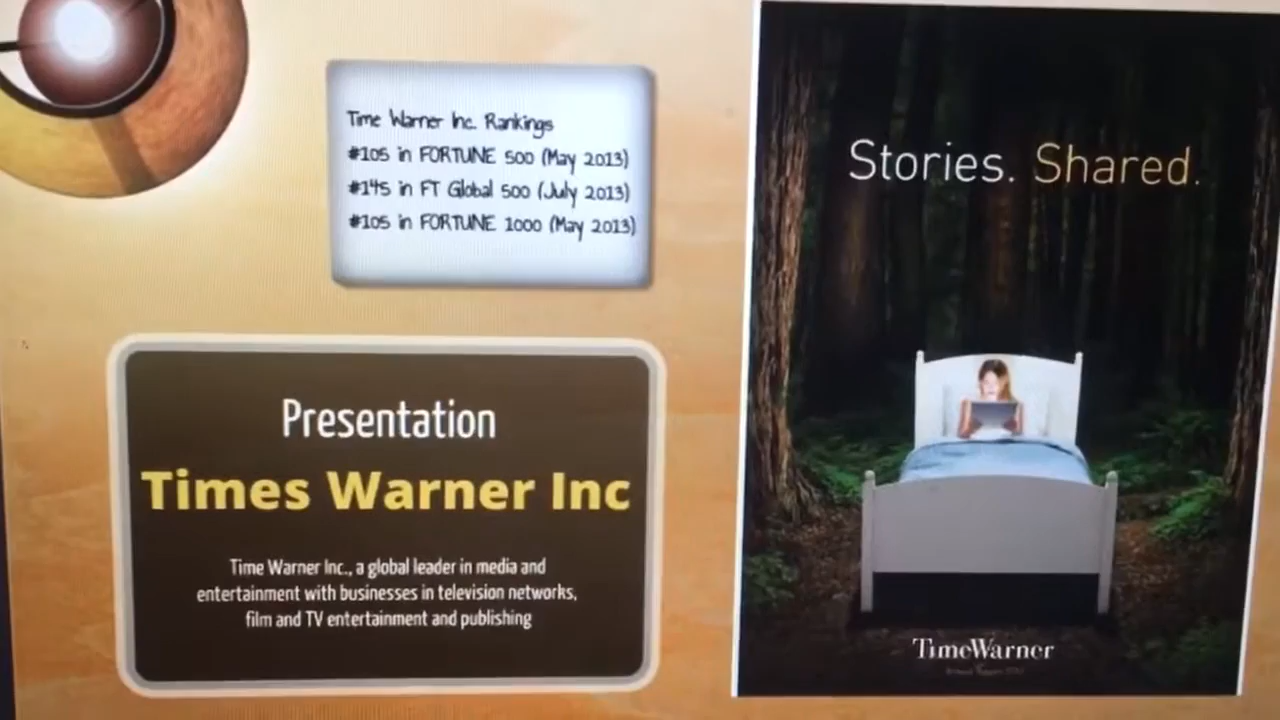 Time Warner Inc. Rankings
#105 in FORTUNE 500 (May 2013)
#145 in FT Global 500 (July 2013)
#105 in FORTUNE 1000 (May 2013)
Presentation
Times Warner Inc
Time Warner Inc., a global leader in media and
entertainment with businesses in television networks,
film and TV entertainment and publishing
Stories. Shared.
TimeWarner